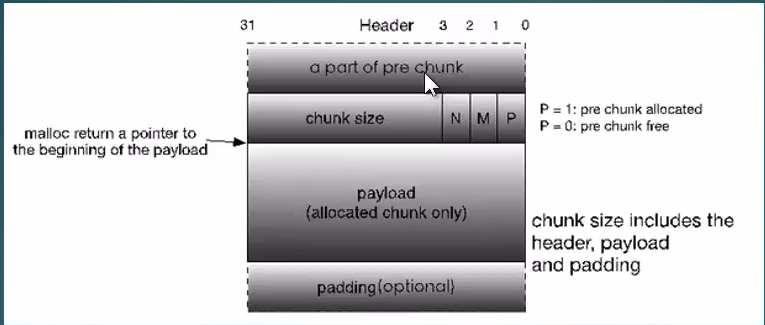 31 Header 3 2 1 0
a part of pre chunk
chunk size N M P
P = 1: pre chunk allocated
P = 0: pre chunk free
malloc return a pointer to
the beginning of the payload
payload
(allocated chunk only)
chunk size includes the
header, payload
and padding
padding(optional)